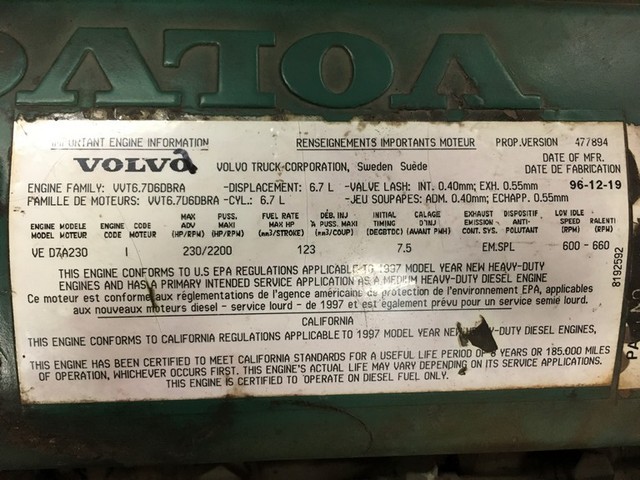 VOLVO
IMPORTANT ENGINE INFORMATION RENSEIGNEMENTS IMPORTANTS MOTEUR PROP.VERSION 477894
VOLVO VOLVO TRUCK CORPORATION, Sweden Suède DATE OF MFR.
DATE DE FABRICATION
ENGINE FAMILY: VVT6.7D6DBRA -DISPLACEMENT: 6.7 L -VALVE LASH: INT. 0.40mm; EXH. 0.55mm 96-12-19
FAMILLE DE MOTEURS: VVT6.7D6DBRA -CYL.: 6.7 L -JEU SOUPAPES: ADM. 0.40mm; ECHAPP. 0.55mm
ENGINE MODELE ENGINE CODE MAX PUSS. FUEL RATE DÉB. INJ INITIAL CALAGE EXHAUST DISPOSITIF LOW IDLE RALENTI
MODEL MOTEUR CODE MOTEUR ADV MAXI MAX HP À PUSS. MAXI TIMING EMISSION ANTI- SPEED
(HP/RPM) (HP/RPM) (mm³/STROKE) (mm³/COUP) (DEGBTDC) (AVANT PMH) CONT. SYS. POLLUTION (RPM) (RPM)
VE D7A230 I 230/2200 123 7.5 EM.SPL 600 - 660
THIS ENGINE CONFORMS TO U.S EPA REGULATIONS APPLICABLE TO 1997 MODEL YEAR NEW HEAVY-DUTY
ENGINES AND HAS A PRIMARY INTENDED SERVICE APPLICATION AS A MEDIUM HEAVY-DUTY DIESEL ENGINE
Ce moteur est conforme aux réglementations de l'agence américaine de protection de l'environnement EPA, applicables
aux nouveaux moteurs diesel - service lourd - de 1997 et est également prévu pour un service semié lourd.
8192592
CALIFORNIA
THIS ENGINE CONFORMS TO CALIFORNIA REGULATIONS APPLICABLE TO 1997 MODEL YEAR NEW HEAVY-DUTY DIESEL ENGINES,
THIS ENGINE HAS BEEN CERTIFIED TO MEET CALIFORNIA STANDARDS FOR A USEFUL LIFE PERIOD OF 8 YEARS OR 185.000 MILES
OF OPERATION, WHICHEVER OCCURS FIRST. THIS ENGINE'S ACTUAL LIFE MAY VARY DEPENDING ON ITS SERVICE APPLICATIONS.
THIS ENGINE IS CERTIFIED TO OPERATE ON DIESEL FUEL ONLY.